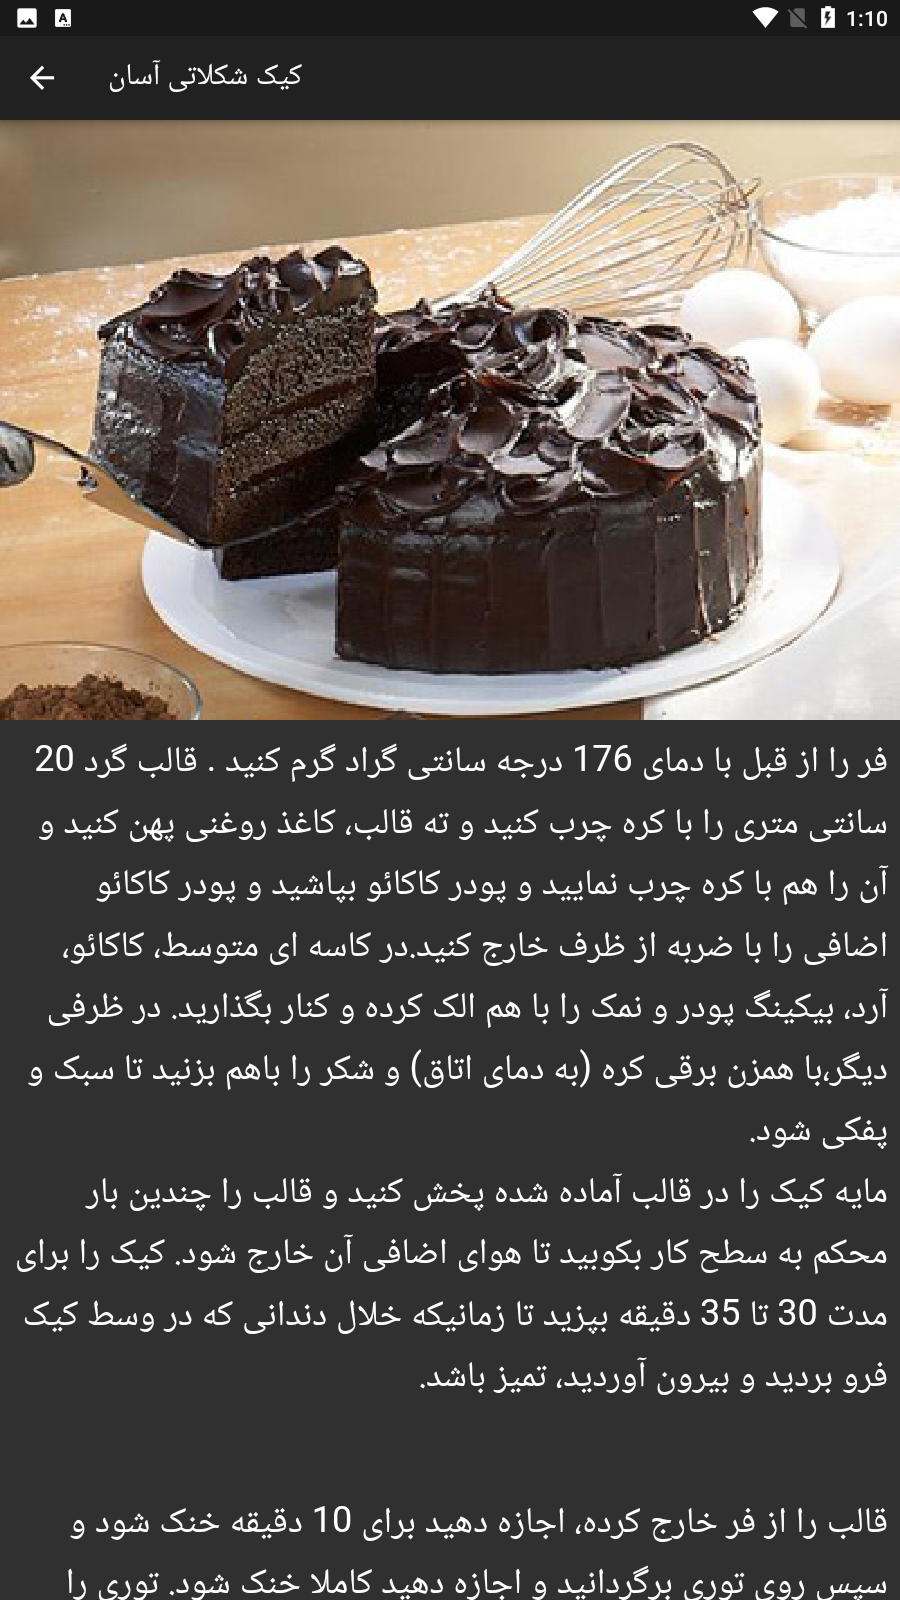 1:10
کیک شکلاتی آسان
فر را از قبل با دمای 176 درجه سانتی گراد گرم کنید . قالب گرد 20
سانتی متری را با کره چرب کنید و ته قالب، کاغذ روغنی پهن کنید و
آن را هم با کره چرب نمایید و پودر کاکائو بپاشید و پودر کاکائو
اضافی را با ضربه از ظرف خارج کنید.در کاسه ای متوسط، کاکائو،
آرد، بیکینگ پودر و نمک را با هم الک کرده و کنار بگذارید. در ظرفی
دیگر،با همزن برقی کره (به دمای اتاق) و شکر را باهم بزنید تا سبک و
پفکی شود.
مایه کیک را در قالب آماده شده پخش کنید و قالب را چندین بار
محکم به سطح کار بکوبید تا هوای اضافی آن خارج شود. کیک را برای
مدت 30 تا 35 دقیقه بپزید تا زمانیکه خلال دندانی که در وسط کیک
فرو بردید و بیرون آوردید، تمیز باشد.
قالب را از فر خارج کرده، اجازه دهید برای 10 دقیقه خنک شود و
سپس روی توری برگردانید و اجازه دهید کاملا خنک شود. توری را